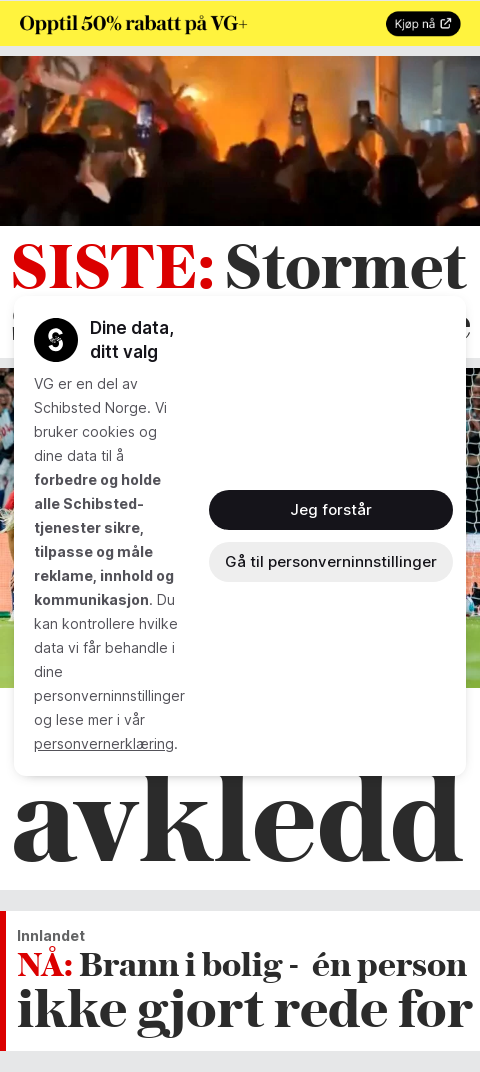 Opptil 50% rabatt på VG+
Kjøp nå
SISTE: Stormet
Dine data,
ditt valg
VG er en del av
Schibsted Norge. Vi
bruker cookies og
dine data til å
forbedre og holde
alle Schibsted-
tjenester sikre,
tilpasse og måle
reklame, innhold og
kommunikasjon. Du
kan kontrollere hvilke
data vi får behandle i
dine
personverninnstillinger
og lese mer i vår
personvernerklæring.
Jeg forstår
Gå til personverninnstillinger
avkledd
Innlandet
NÅ: Brann i bolig - én person
ikke gjort rede for